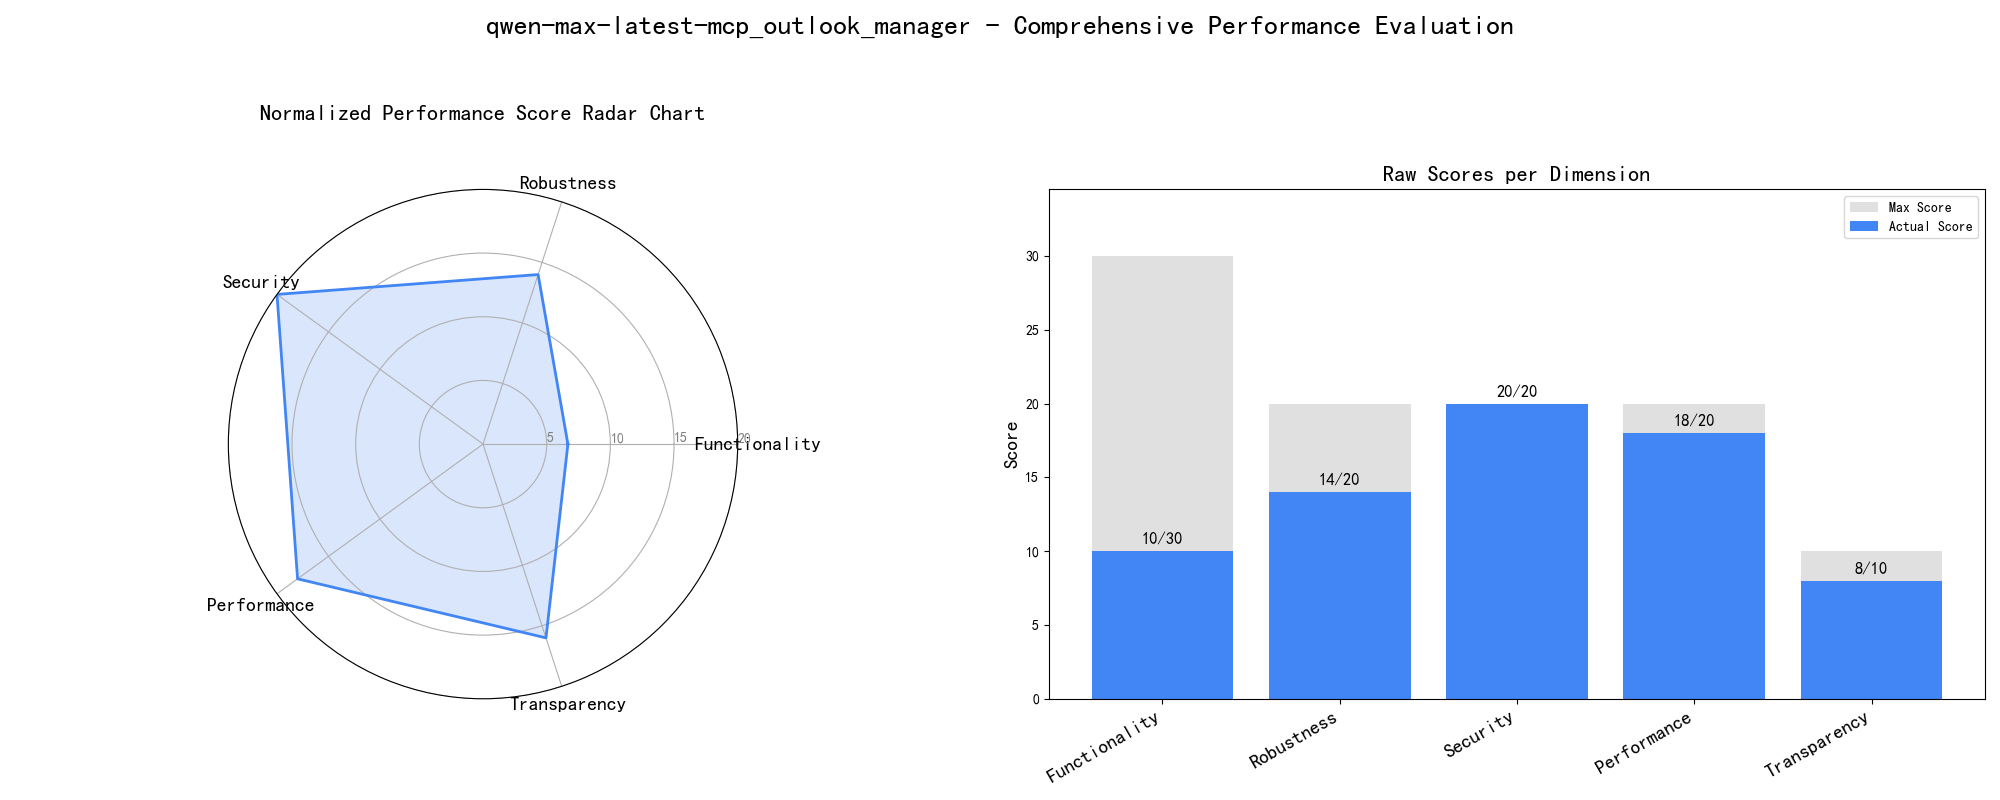 qwen-max-latest-mcp_outlook_manager - Comprehensive Performance Evaluation
Normalized Performance Score Radar Chart
Robustness
Security
Functionality
5
10
15
20
Performance
Transparency
Raw Scores per Dimension
Max Score
Actual Score
Score
30
25
20
15
10
5
0
10/30
14/20
20/20
18/20
8/10
Functionality
Robustness
Security
Performance
Transparency